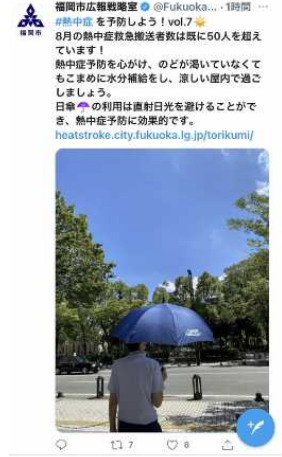 福岡市広報戦略室 @Fukuoka... · 1時間
福岡市
#熱中症 を予防しよう！vol.7
8月の熱中症救急搬送者数は既に50人を超え
ています！
熱中症予防を心がけ、のどが渇いていなくて
もこまめに水分補給をし、涼しい屋内で過ご
しましょう。
日傘の利用は直射日光を避けることがで
き、熱中症予防に効果的です。
heatstroke.city.fukuoka.lg.jp/torikumi/
7
8